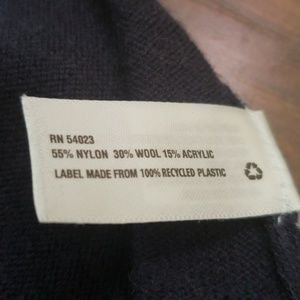 RN 54023
55% NYLON 30% WOOL 15% ACRYLIC
LABEL MADE FROM 100% RECYCLED PLASTIC